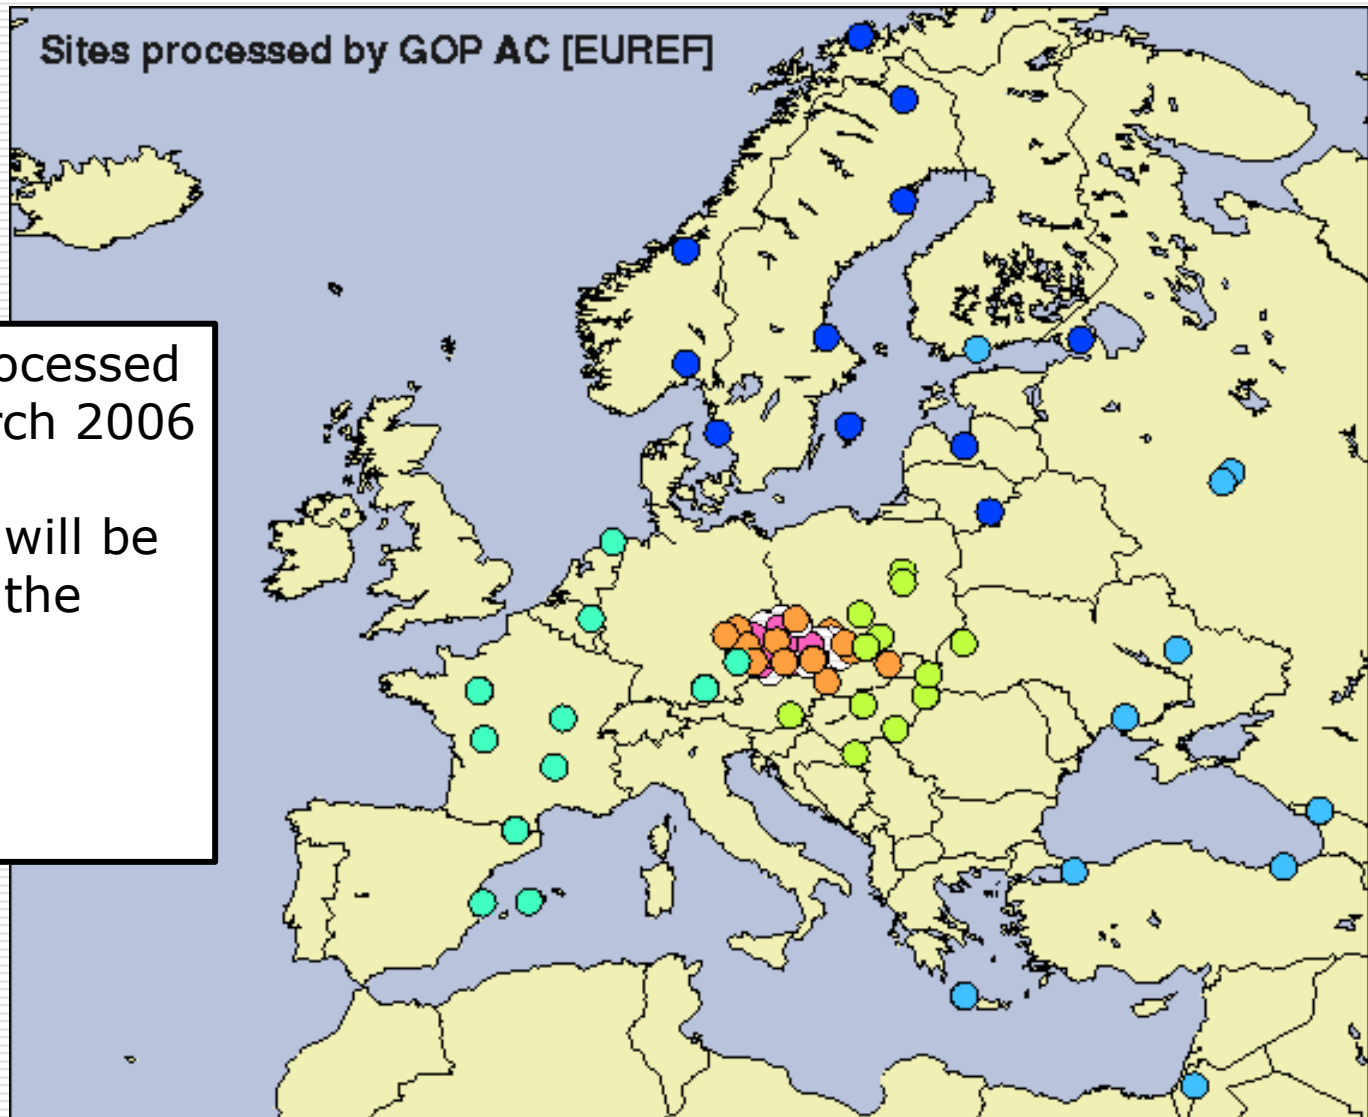 Sites processed by GOP AC [EUREF]
ocessed
rch 2006
will be
the